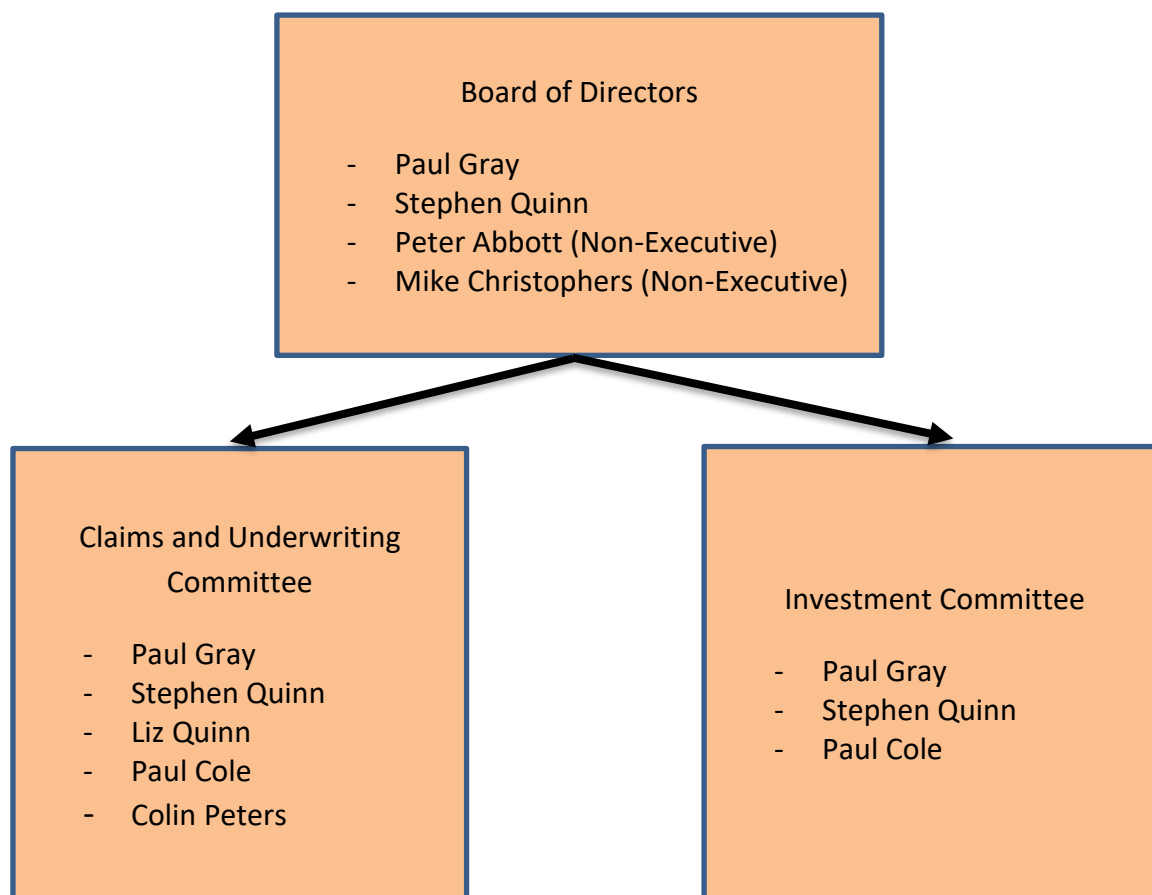 Board of Directors
- Paul Gray
- Stephen Quinn
- Peter Abbott (Non-Executive)
- Mike Christophers (Non-Executive)
Claims and Underwriting
Committee
- Paul Gray
- Stephen Quinn
- Liz Quinn
- Paul Cole
- Colin Peters
Investment Committee
- Paul Gray
- Stephen Quinn
- Paul Cole